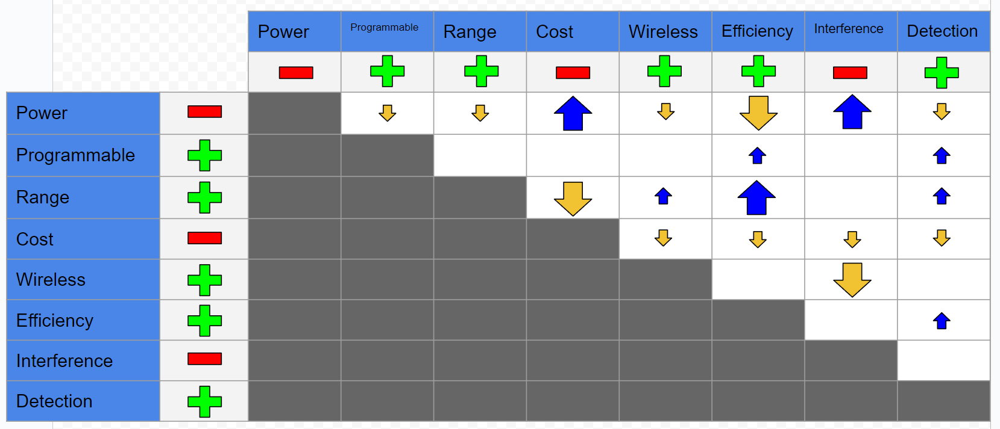 Power Programmable Range Cost Wireless Efficiency Interference Detection
Power
Programmable
Range
Cost
Wireless
Efficiency
Interference
Detection